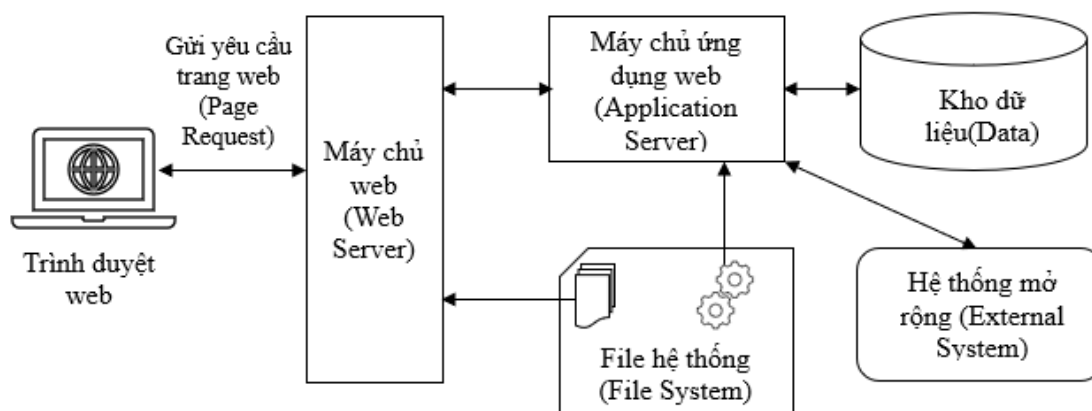 Gửi yêu cầu
trang web
(Page
Request)
Trình duyệt
web
Máy chủ
web
(Web
Server)
Máy chủ ứng
dụng web
(Application
Server)
Kho dữ
liệu(Data)
File hệ thống
(File System)
Hệ thống mở
rộng (External
System)